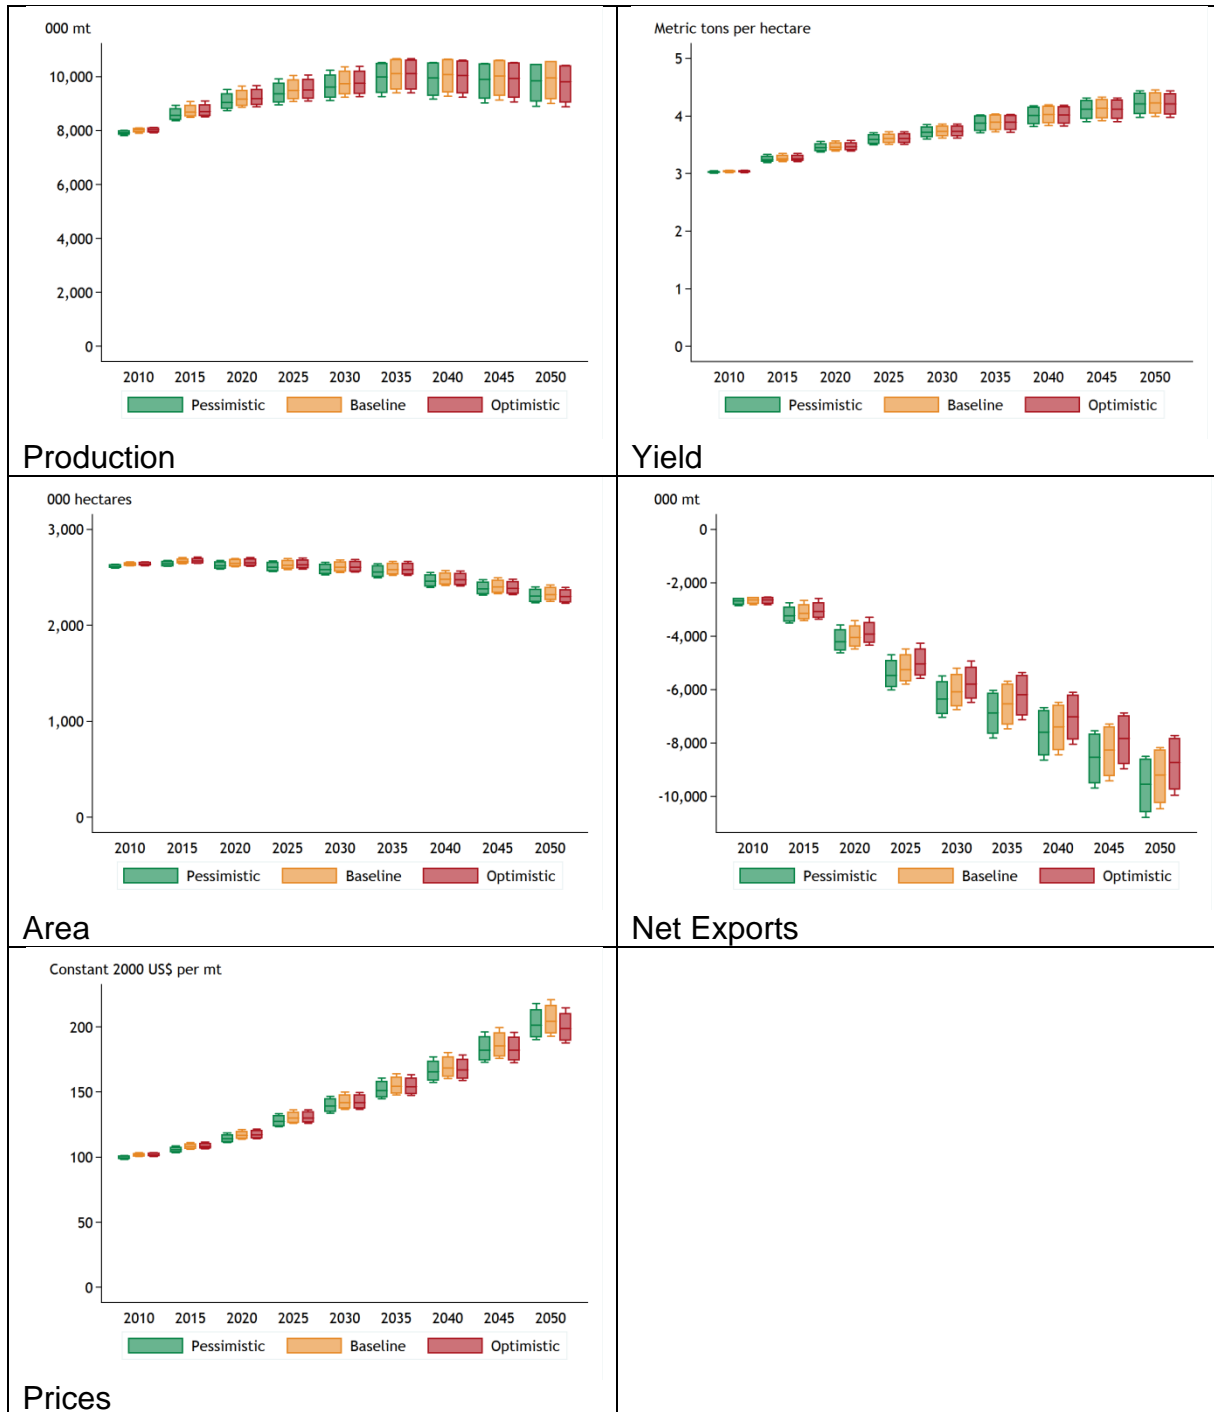 000 mt
10,000
8,000
6,000
4,000
2,000
0
2010 2015 2020 2025 2030 2035 2040 2045 2050
Pessimistic Baseline Optimistic
Production
Metric tons per hectare
5
4
3
2
1
0
2010 2015 2020 2025 2030 2035 2040 2045 2050
Pessimistic Baseline Optimistic
Yield
000 hectares
3,000
2,000
1,000
0
2010 2015 2020 2025 2030 2035 2040 2045 2050
Pessimistic Baseline Optimistic
Area
000 mt
0
-2,000
-4,000
-6,000
-8,000
-10,000
2010 2015 2020 2025 2030 2035 2040 2045 2050
Pessimistic Baseline Optimistic
Net Exports
Constant 2000 US$ per mt
200
150
100
50
0
2010 2015 2020 2025 2030 2035 2040 2045 2050
Pessimistic Baseline Optimistic
Prices